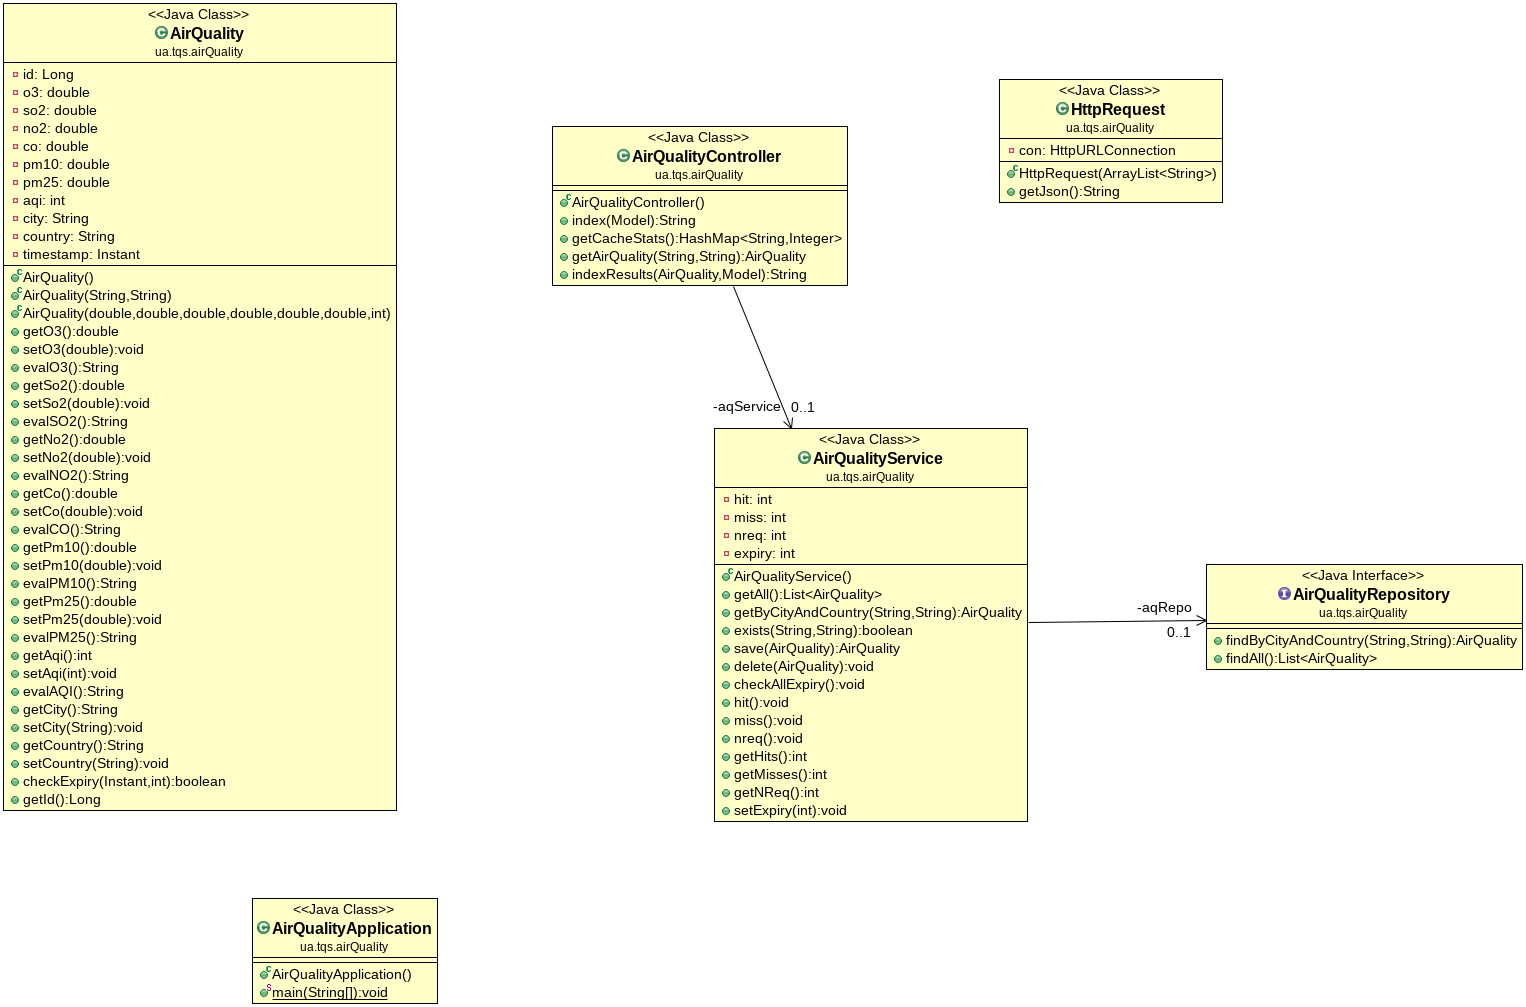 <<Java Class>>
AirQuality
ua.tqs.airQuality
id: Long
o3: double
so2: double
no2: double
co: double
pm10: double
pm25: double
aqi: int
city: String
country: String
timestamp: Instant
AirQuality()
AirQuality(String,String)
AirQuality(double,double,double,double,double,double,int)
getO3():double
setO3(double):void
evalO3():String
getSo2():double
setSo2(double):void
evalSO2():String
getNo2():double
setNo2(double):void
evalNO2():String
getCo():double
setCo(double):void
evalCO():String
getPm10():double
setPm10(double):void
evalPM10():String
getPm25():double
setPm25(double):void
evalPM25():String
getAqi():int
setAqi(int):void
evalAQI():String
getCity():String
setCity(String):void
getCountry():String
setCountry(String):void
checkExpiry(Instant,int):boolean
getId():Long
<<Java Class>>
AirQualityController
ua.tqs.airQuality
AirQualityController()
index(Model):String
getCacheStats():HashMap<String,Integer>
getAirQuality(String,String):AirQuality
indexResults(AirQuality,Model):String
<<Java Class>>
HttpRequest
ua.tqs.airQuality
con: HttpURLConnection
HttpRequest(ArrayList<String>)
getJson():String
-aqService 0..1
<<Java Class>>
AirQualityService
ua.tqs.airQuality
hit: int
miss: int
nreq: int
expiry: int
AirQualityService()
getAll():List<AirQuality>
getByCityAndCountry(String,String):AirQuality
exists(String,String):boolean
save(AirQuality):AirQuality
delete(AirQuality):void
checkAllExpiry():void
hit():void
miss():void
nreq():void
getHits():int
getMisses():int
getNReq():int
setExpiry(int):void
-aqRepo
0..1
<<Java Interface>>
AirQualityRepository
ua.tqs.airQuality
findByCityAndCountry(String,String):AirQuality
findAll():List<AirQuality>
<<Java Class>>
AirQualityApplication
ua.tqs.airQuality
AirQualityApplication()
main(String[]):void